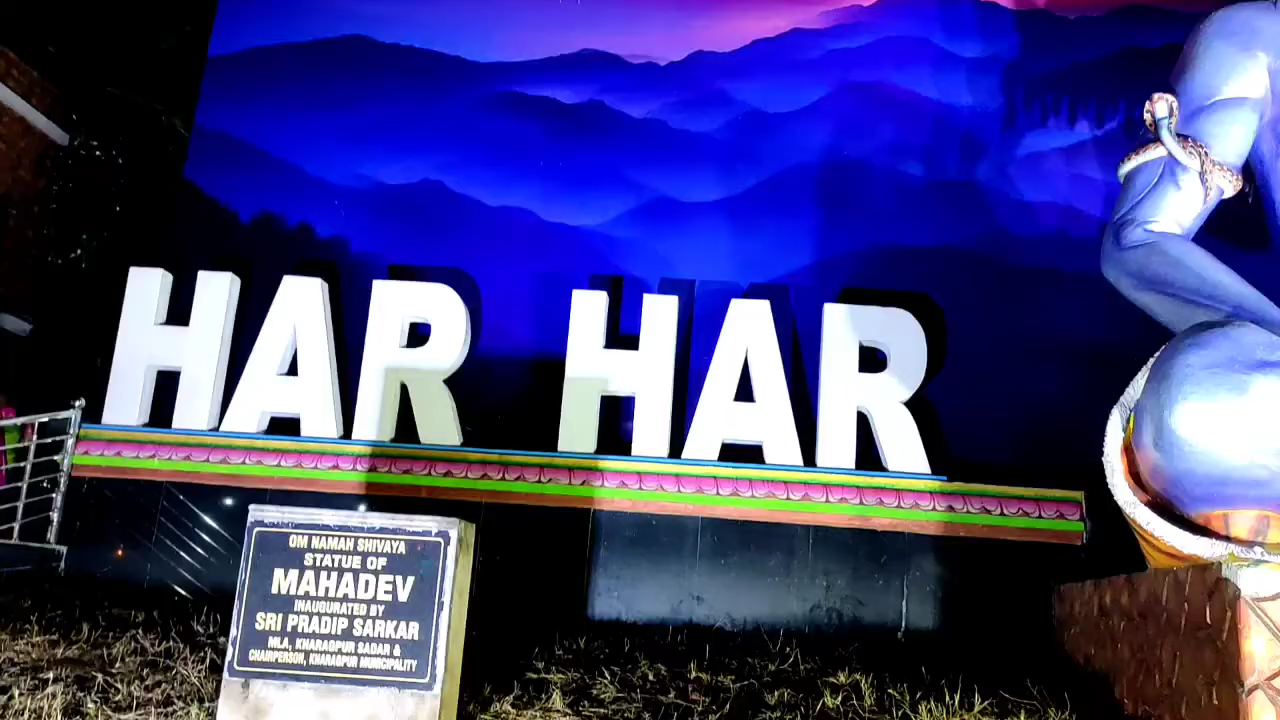 HAR HAR
OM NAMAH SHIVAYA
STATUE OF
MAHADEV
INAUGURATED BY
SRI PRADIP SARKAR
MLA, KHARAGPUR SADAR &
CHAIRPERSON, KHARAGPUR MUNICIPALITY